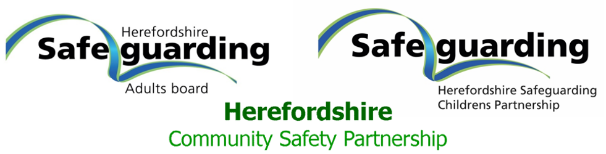 Herefordshire
Safeguarding
Adults board
Safeguarding
Herefordshire Safeguarding
Childrens Partnership
Herefordshire
Community Safety Partnership